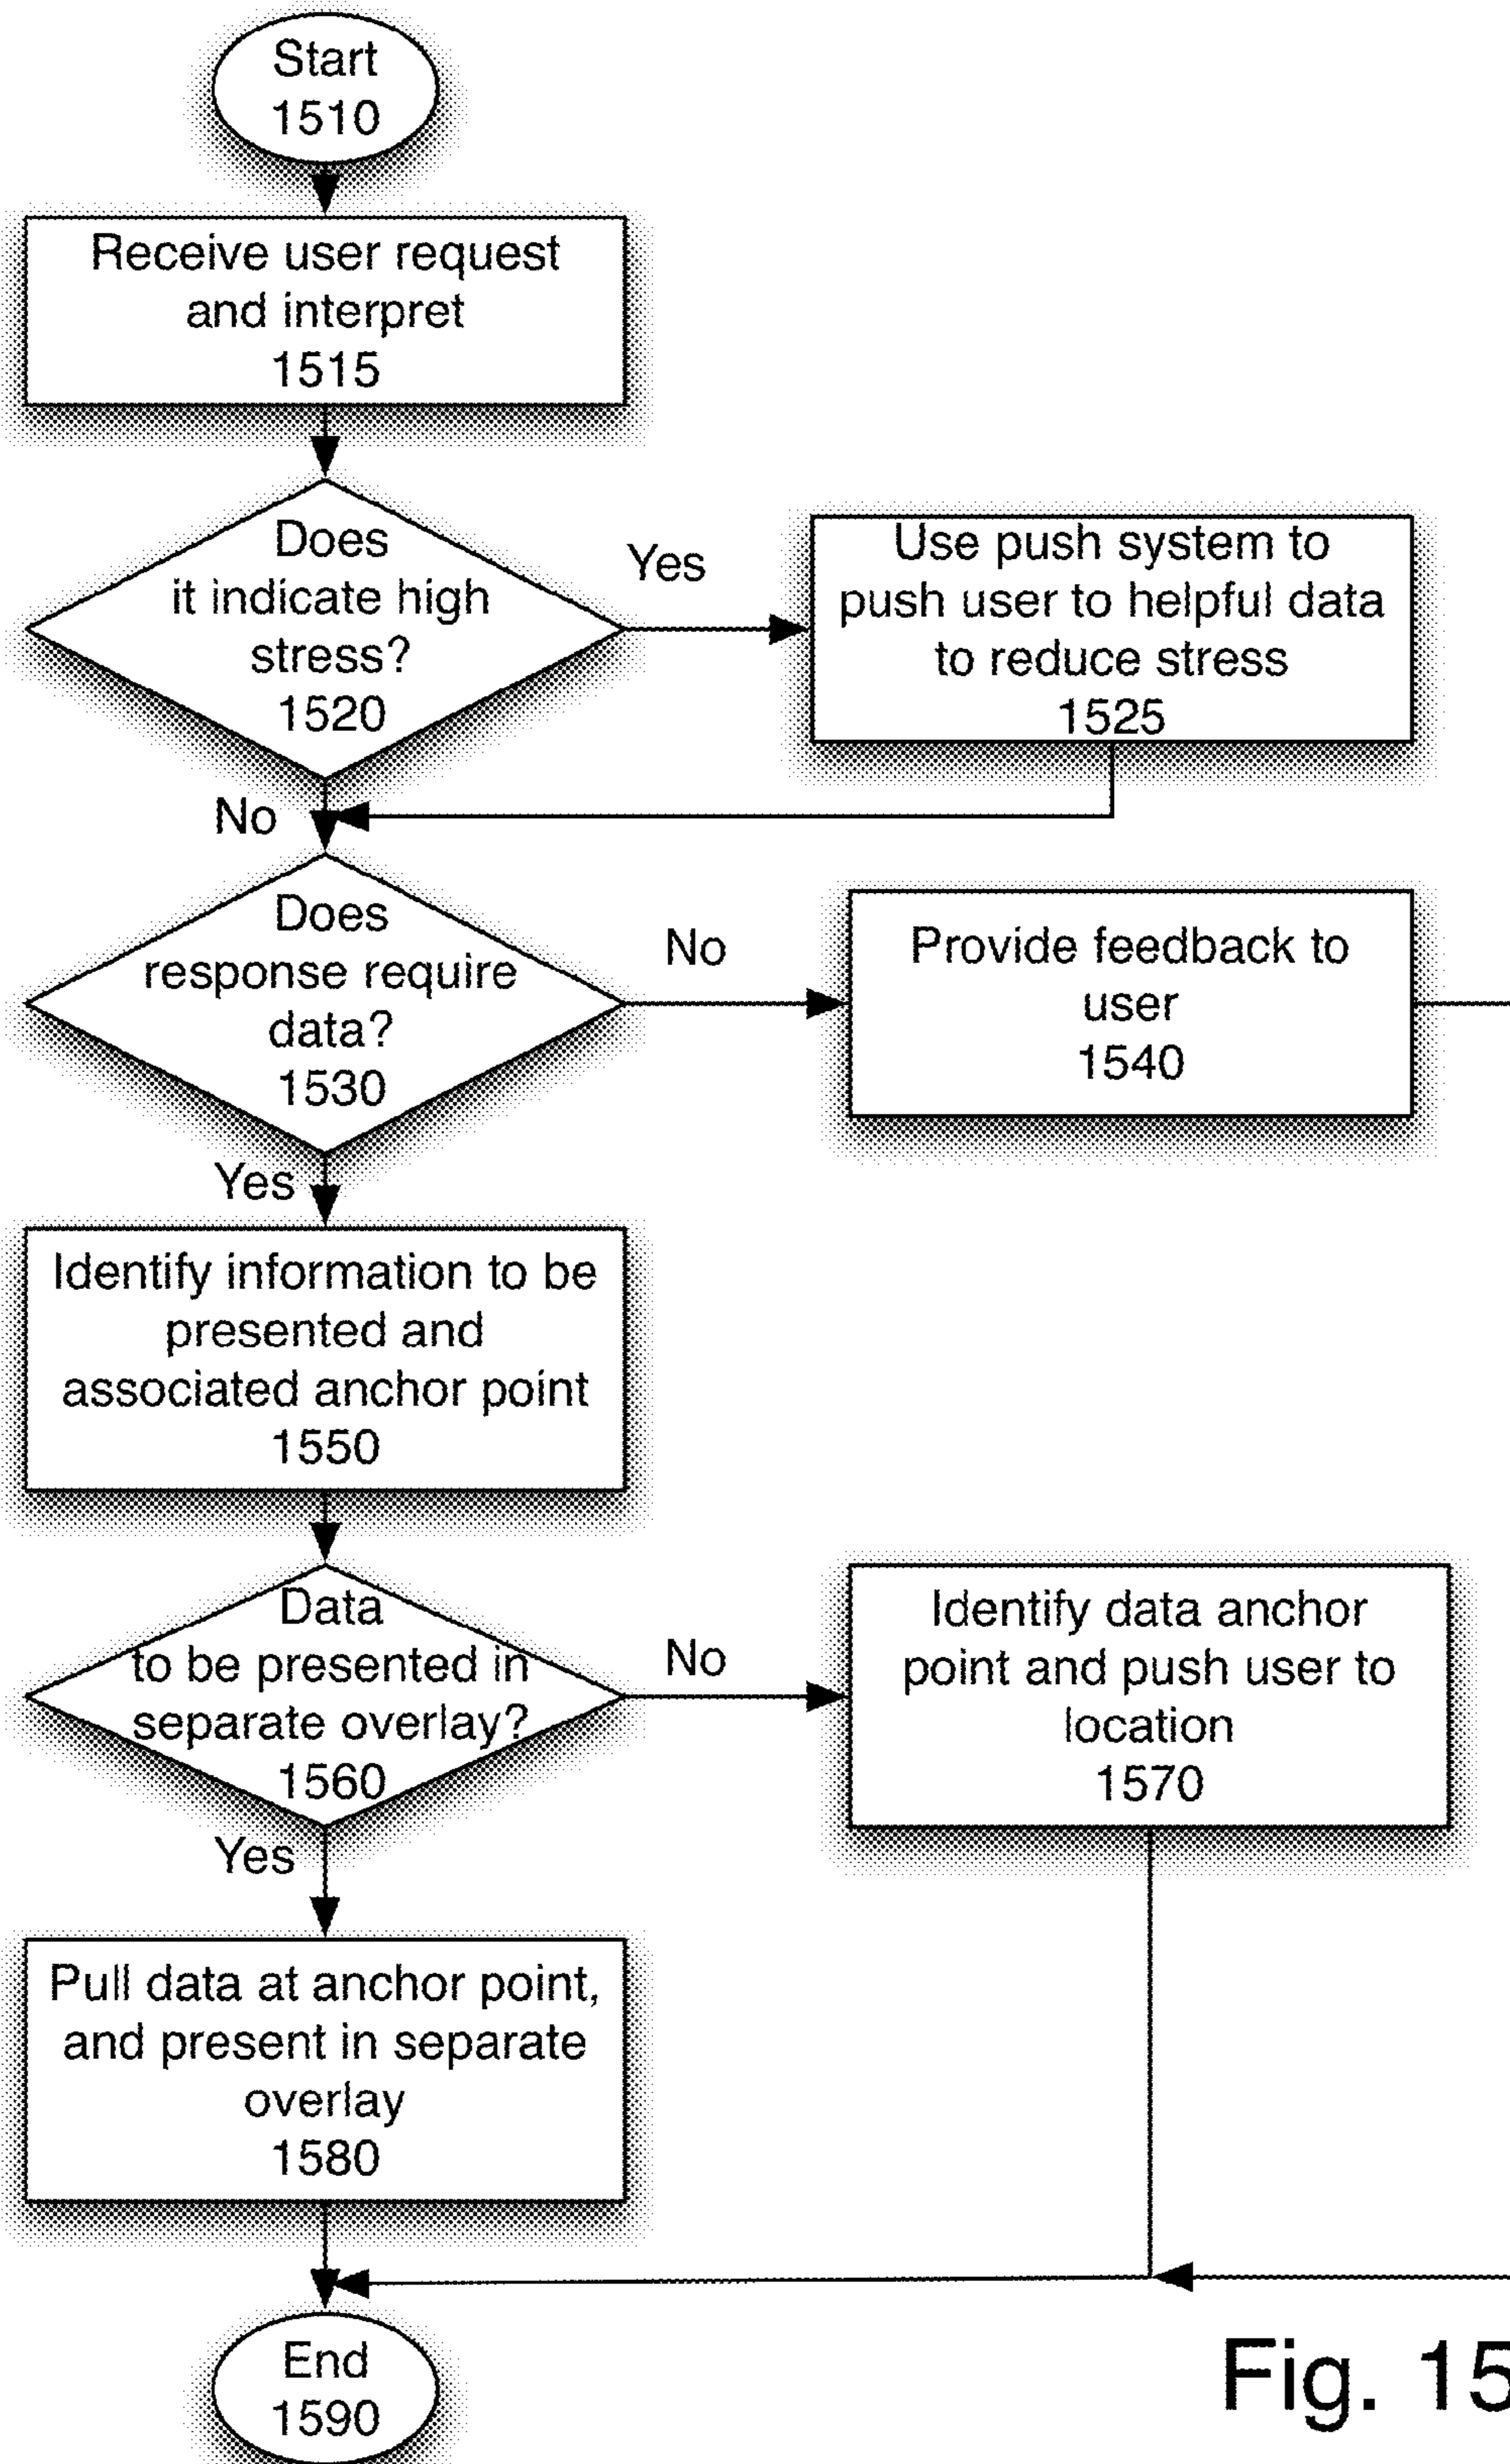 Start
1510
Receive user request
and interpret
1515
Does
it indicate high
stress?
1520
Yes
Use push system to
push user to helpful data
to reduce stress
1525
No
Does
response require
data?
1530
No
Provide feedback to
user
1540
Yes
Identify information to be
presented and
associated anchor point
1550
Data
to be presented in
separate overlay?
1560
No
Identify data anchor
point and push user to
location
1570
Yes
Pull data at anchor point,
and present in separate
overlay
1580
End
1590
Fig. 15